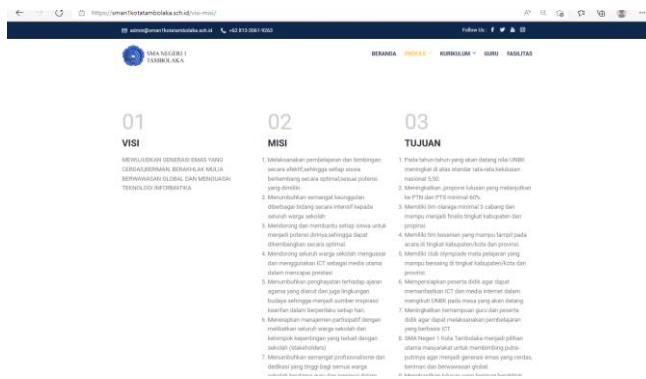 https://sman1kotatambolaka.sch.id/visi-misi/
admin@sman1kotatambolaka.sch.id +62 813-3861-9263 Follow Us :
SMA NEGERI 1
TAMBOLAKA
BERANDA PROFILE KURIKULUM GURU FASILITAS
01
VISI
MEWUJUDKAN GENERASI EMAS YANG
CERDAS,BERIMAN, BERAKHLAK MULIA
BERWAWASAN GLOBAL DAN MENGUASAI
TEKNOLOGI INFORMATIKA
02
MISI
1. Melaksanakan pembelajaran dan bimbingan
secara efektif,sehingga setiap siswa
berkembang secara optimal,sesuai potensi
yang dimiliki
2. Menumbuhkan semangat keunggulan
diberbagai bidang secara intensif kepada
seluruh warga sekolah
3. Mendorong dan membantu setiap siswa untuk
menjadi potensi dirinya,sehingga dapat
dikembangkan secara optimal.
4. Mendorong seluruh warga sekolah menguasai
dan menggunakan ICT sebagai media utama
dalam mencapai prestasi
5. Menumbuhkan penghayatan terhadap ajaran
agama yang dianut dan juga lingkungan
budaya sehingga menjadi sumber inspirasi
kearifan dalam berperilaku setiap hari.
6. Menerapkan manajemen partisipatif dengan
melibatkan seluruh warga sekolah dan
kelompok kepentingan yang terkait dengan
sekolah (stakeholders)
7. Menumbuhkan semangat profesionalisme dan
dedikasi yang tinggi bagi semua warga
03
TUJUAN
1. Pada tahun-tahun yang akan datang nilai UNBK
meningkat di atas standar rata-rata kelulusan
nasional 5,50.
2. Meningkatkan, proporsi lulusan yang melanjutkan
ke PTN dan PTS minimal 60%.
3. Memiliki tim olaraga minimal 3 cabang dan
mampu menjadi finalis tingkat kabupaten dan
propinsi.
4. Memiliki tim kesenian yang mampu tampil pada
acara di tingkat kabupaten/kota dan provinsi.
5. Memiliki club olympiade mata pelajaran yang
mampu bersaing di tingkat kabupaten/kota dan
provinsi.
6. Mempersiapkan peserta didik agar dapat
memanfaatkan ICT dan media internet dalam
mengikuti UNBK pada masa yang akan datang
7. Meningkatkan kemampuan guru dan peserta
didik agar dapat melaksanakan pembelajaran
yang berbasis ICT
8. SMA Negeri 1 Kota Tambolaka menjadi pilihan
utama masyarakat untuk membimbing putra-
putrinya agar menjadi generasi emas yang cerdas,
beriman dan berwawasan global.